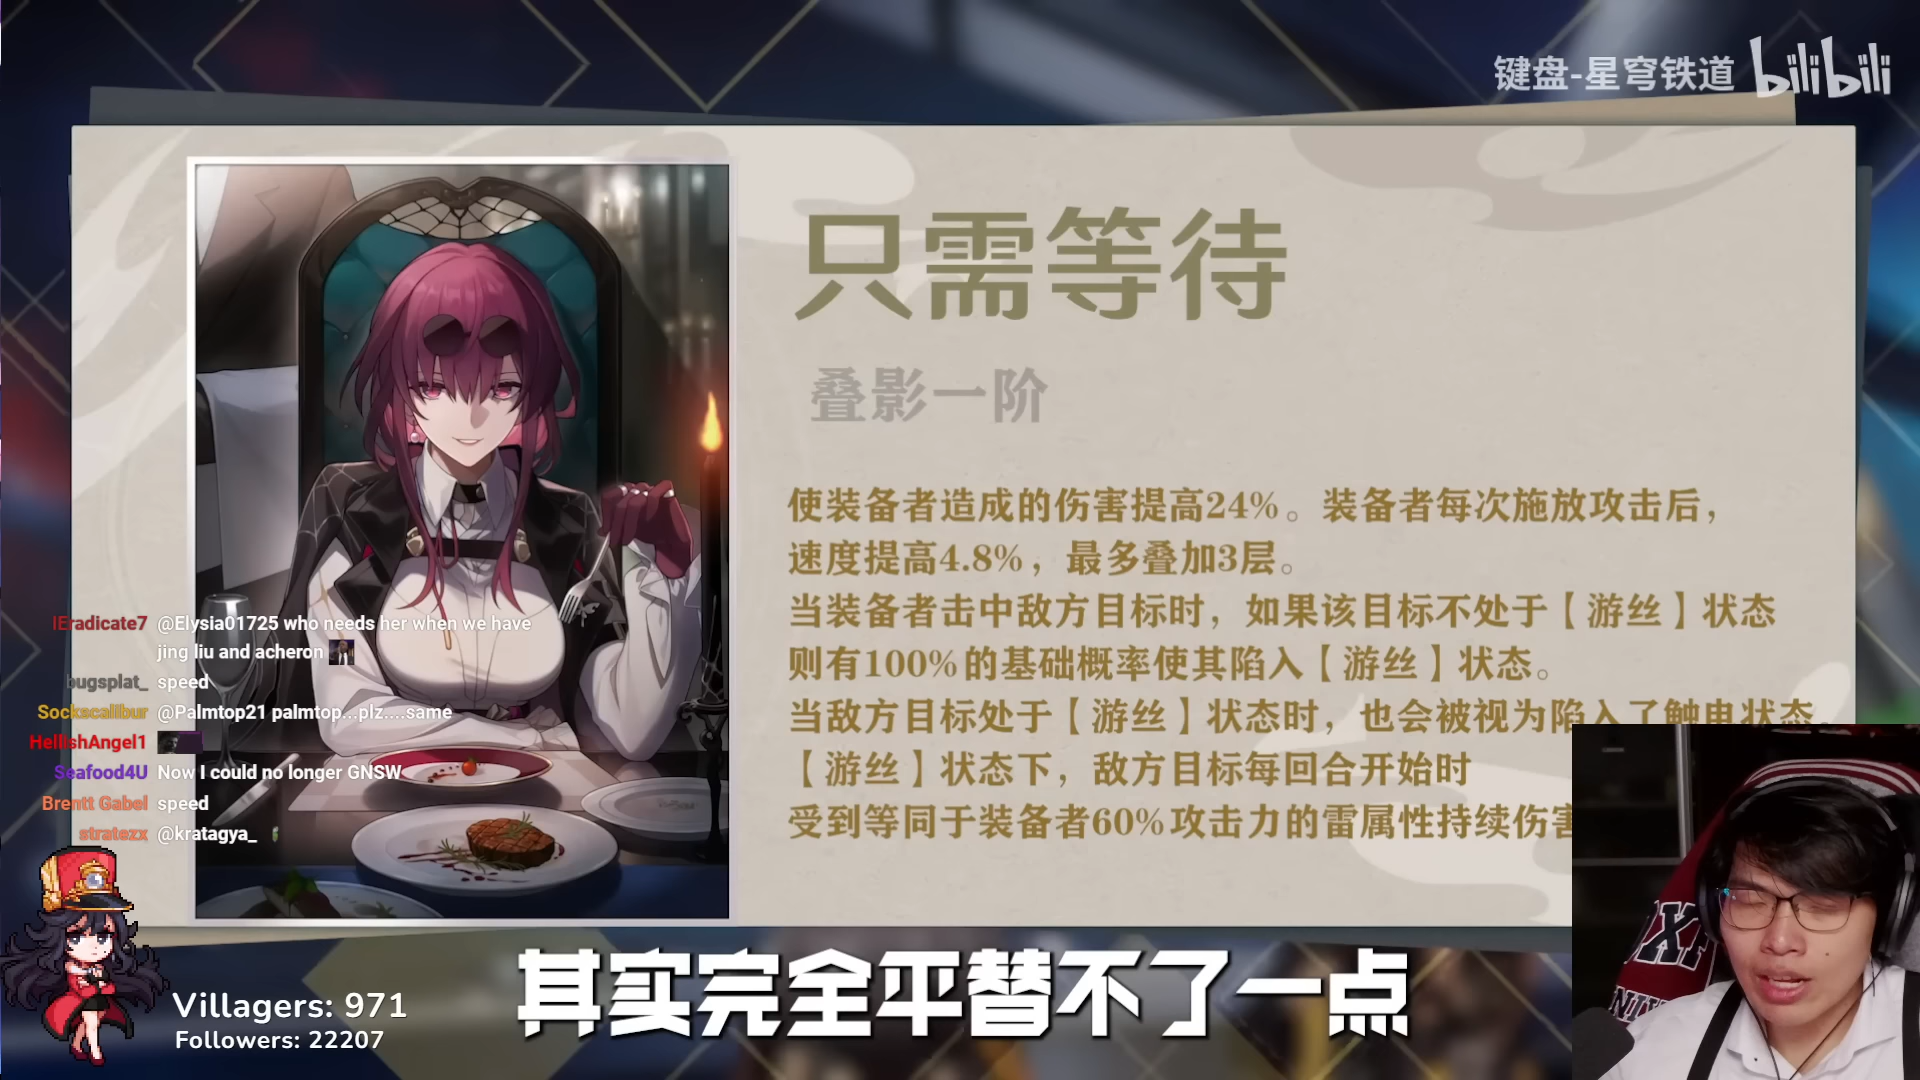 键盘-星穹铁道 bilibili
只需等待
叠影一阶
使装备者造成的伤害提高24%。装备者每次施放攻击后，
速度提高4.8%，最多叠加3层。
当装备者击中敌方目标时，如果该目标不处于【游丝】状态
则有100%的基础概率使其陷入【游丝】状态。
当敌方目标处于【游丝】状态时，也会被视为陷入了触电状态。
【游丝】状态下，敌方目标每回合开始时
受到等同于装备者60%攻击力的雷属性持续伤害
IEradicate7 @Elysia01725 who needs her when we have
jing liu and acheron
bugsplat_ speed
Sockscalibur @Palmtop21 palmtop...plz....same
HellishAngel1
Seafood4U Now I could no longer GNSW
Brentt Gabel speed
stratezx @kratagya_
Villagers: 971
Followers: 22207
其实完全平替不了一点